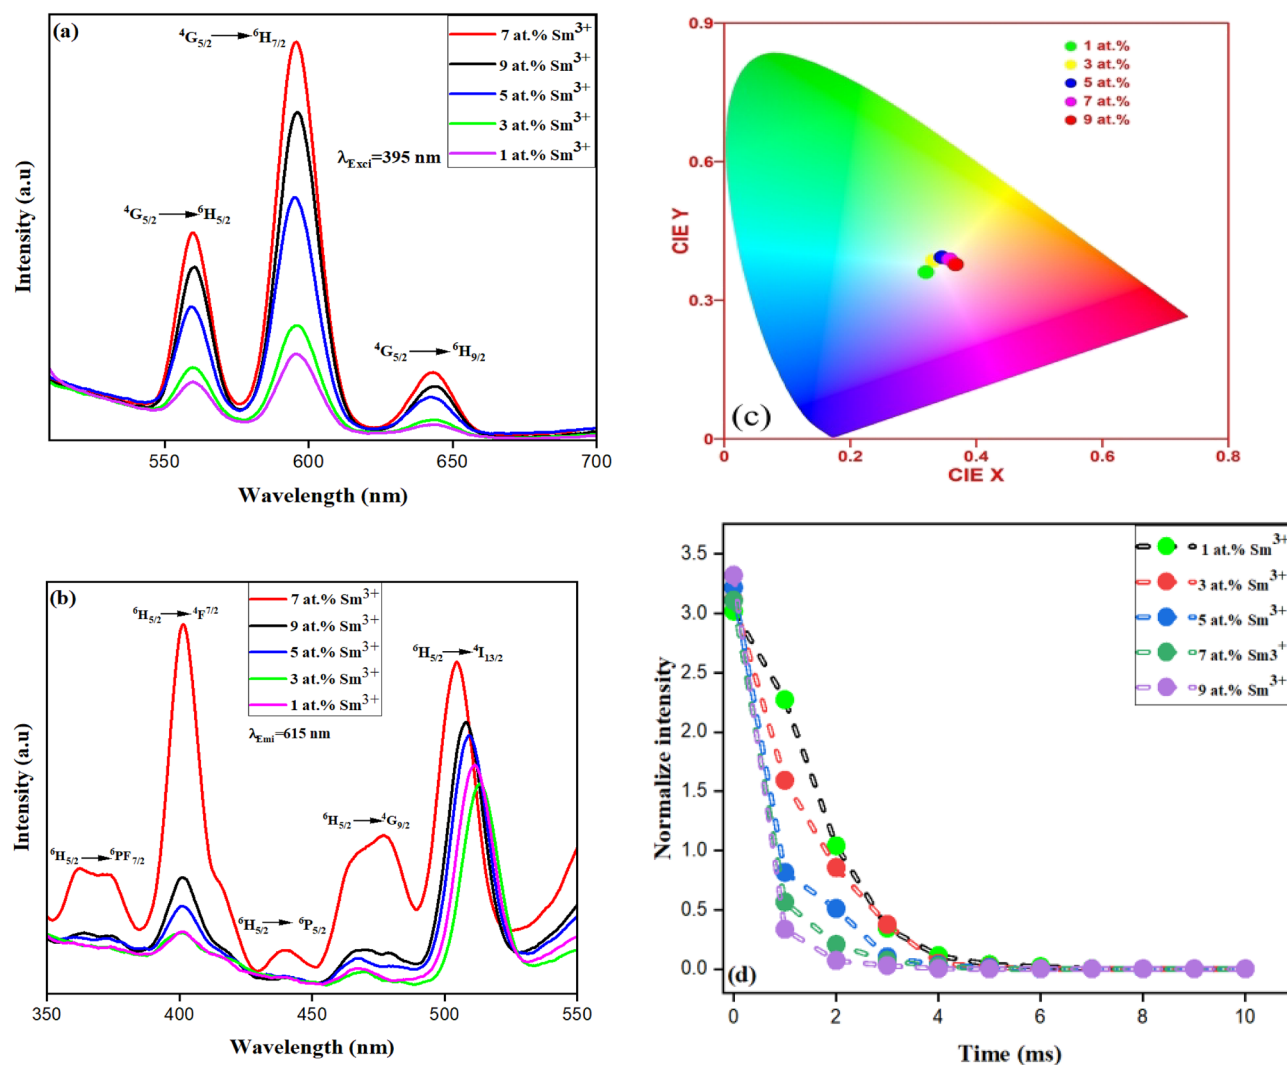 (a)
⁴G₅/₂ → ⁶H₇/₂
7 at.% Sm³⁺
9 at.% Sm³⁺
5 at.% Sm³⁺
3 at.% Sm³⁺
1 at.% Sm³⁺
λExci=395 nm
⁴G₅/₂ → ⁶H₅/₂
⁴G₅/₂ → ⁶H₉/₂
Intensity (a.u)
550 600 650 700
Wavelength (nm)
0.9
0.6
0.3
0
CIE Y
1 at.%
3 at.%
5 at.%
7 at.%
9 at.%
(c)
0 0.2 0.4 0.6 0.8
CIE X
(b)
7 at.% Sm³⁺
9 at.% Sm³⁺
5 at.% Sm³⁺
3 at.% Sm³⁺
1 at.% Sm³⁺
λEmi=615 nm
⁶H₅/₂ → ⁴F⁷/²
⁶H₅/₂ → ⁴I₁₃/₂
⁶H₅/₂ → ⁴G₉/₂
⁶H₅/₂ → ⁶PF₇/₂
⁶H₅/₂ → ⁶P₅/₂
Intensity (a.u)
350 400 450 500 550
Wavelength (nm)
3.5
3.0
2.5
2.0
1.5
1.0
0.5
0.0
Normalize intensity
1 at.% Sm³⁺
3 at.% Sm³⁺
5 at.% Sm³⁺
7 at.% Sm3⁺
9 at.% Sm³⁺
(d)
0 2 4 6 8 10
Time (ms)